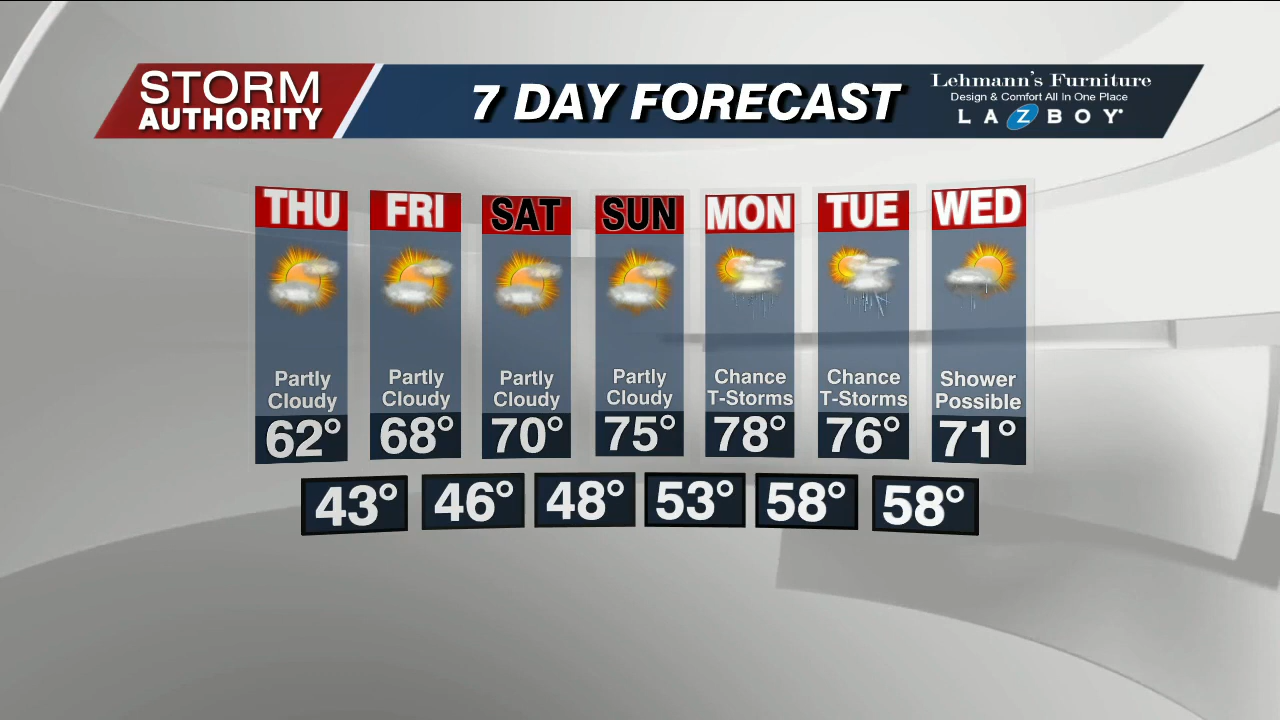 STORM
AUTHORITY
7 DAY FORECAST
Lehmann's Furniture
Design & Comfort All In One Place
LAZBOY®
THU FRI SAT SUN MON TUE WED
Partly Partly Partly Partly Chance Chance Shower
Cloudy Cloudy Cloudy Cloudy T-Storms T-Storms Possible
62° 68° 70° 75° 78° 76° 71°
43° 46° 48° 53° 58° 58°